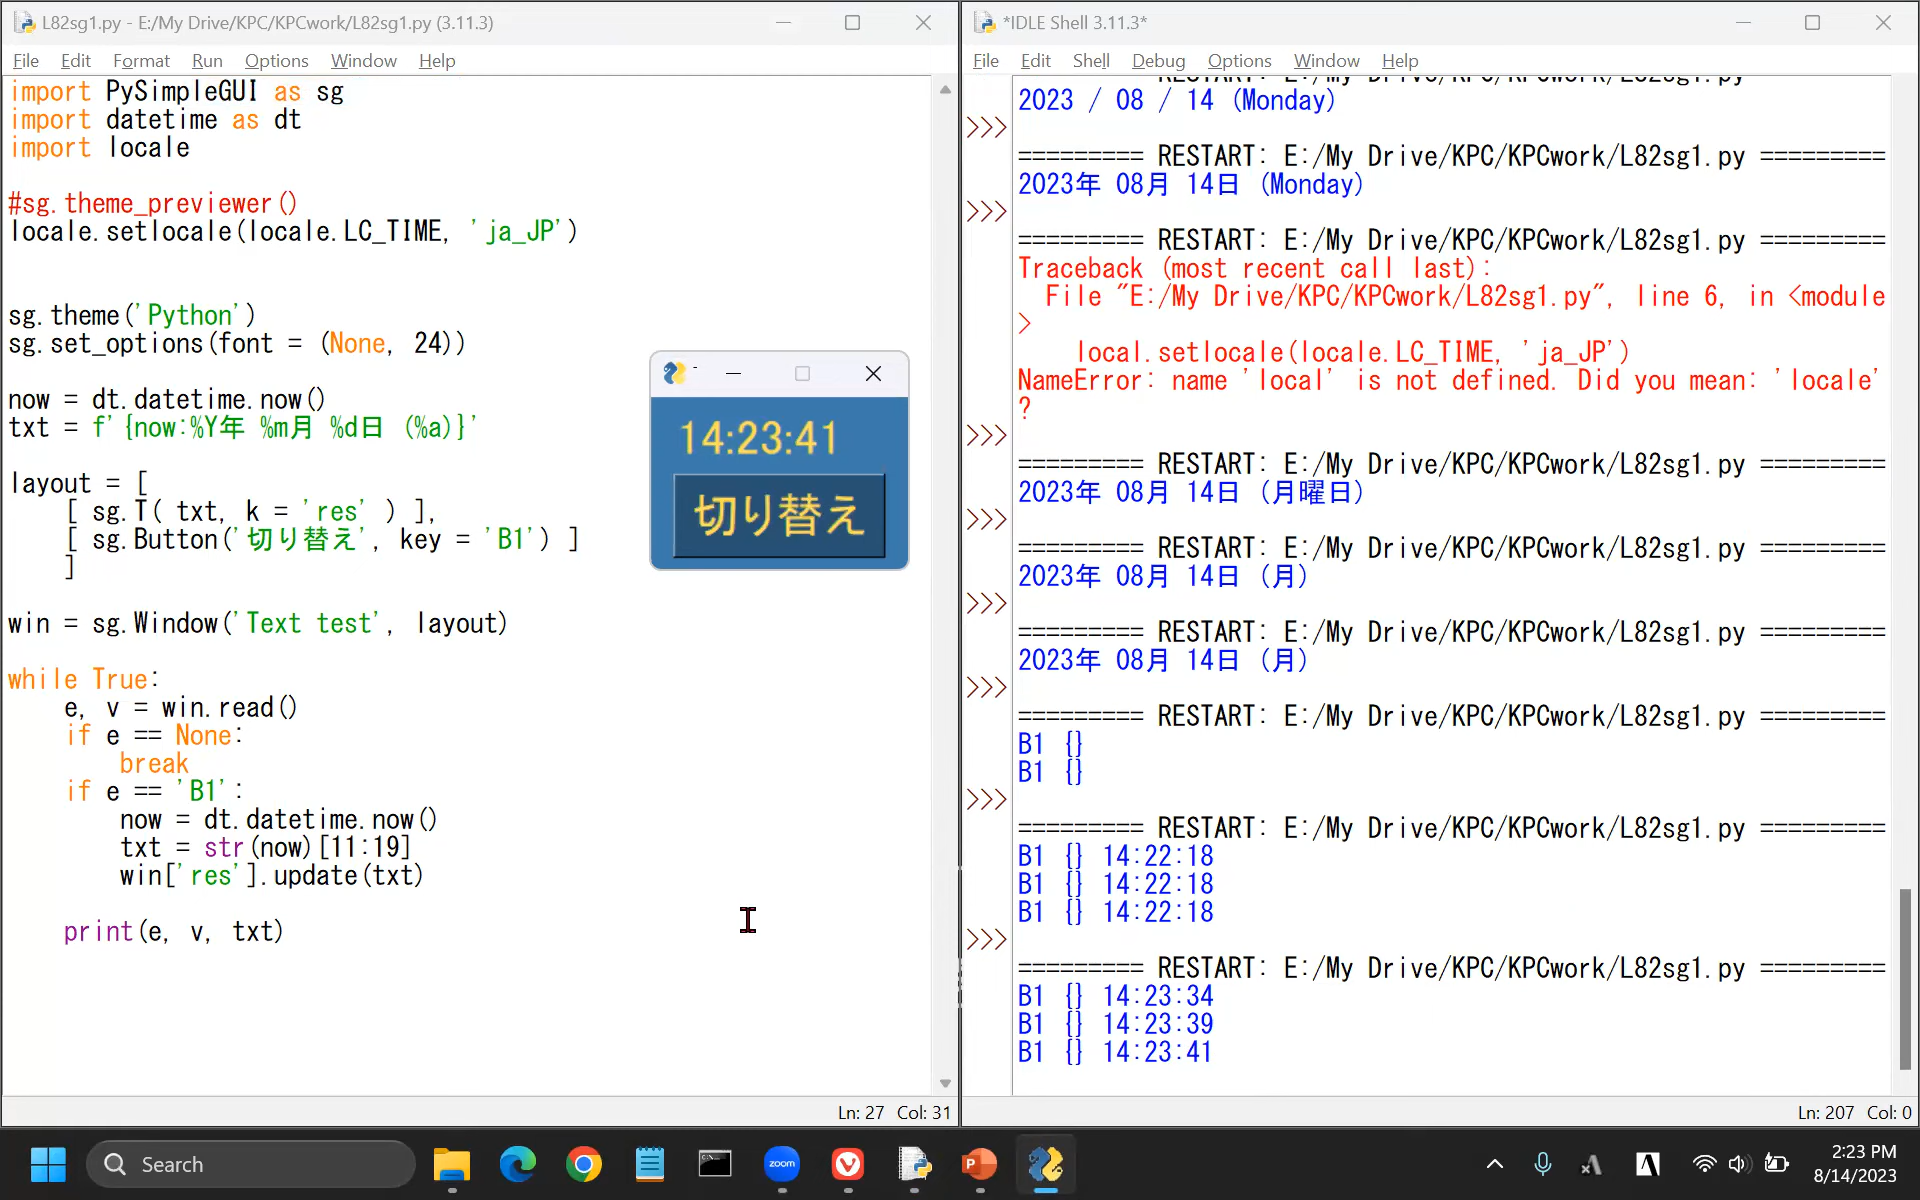 L82sg1.py - E:/My Drive/KPC/KPCwork/L82sg1.py (3.11.3)
File Edit Format Run Options Window Help
import PySimpleGUI as sg
import datetime as dt
import locale
#sg.theme_previewer()
locale.setlocale(locale.LC_TIME, 'ja_JP')
sg.theme('Python')
sg.set_options(font = (None, 24))
now = dt.datetime.now()
txt = f'{now:%Y年 %m月 %d日 (%a)}'
layout = [
[ sg.T( txt, k = 'res' ) ],
[ sg.Button('切り替え', key = 'B1') ]
]
win = sg.Window('Text test', layout)
while True:
e, v = win.read()
if e == None:
break
if e == 'B1':
now = dt.datetime.now()
txt = str(now)[11:19]
win['res'].update(txt)
print(e, v, txt)
Ln: 27 Col: 31
14:23:41
切り替え
*IDLE Shell 3.11.3*
File Edit Shell Debug Options Window Help
RESTART: E:/My Drive/KPC/KPCwork/L82sg1.py
2023 / 08 / 14 (Monday)
>>>
========= RESTART: E:/My Drive/KPC/KPCwork/L82sg1.py =========
2023年 08月 14日 (Monday)
>>>
========= RESTART: E:/My Drive/KPC/KPCwork/L82sg1.py =========
Traceback (most recent call last):
File "E:/My Drive/KPC/KPCwork/L82sg1.py", line 6, in <module
>
local.setlocale(locale.LC_TIME, 'ja_JP')
NameError: name 'local' is not defined. Did you mean: 'locale'
?
>>>
========= RESTART: E:/My Drive/KPC/KPCwork/L82sg1.py =========
2023年 08月 14日 (月曜日)
>>>
========= RESTART: E:/My Drive/KPC/KPCwork/L82sg1.py =========
2023年 08月 14日 (月)
>>>
========= RESTART: E:/My Drive/KPC/KPCwork/L82sg1.py =========
2023年 08月 14日 (月)
>>>
========= RESTART: E:/My Drive/KPC/KPCwork/L82sg1.py =========
B1 {}
B1 {}
>>>
========= RESTART: E:/My Drive/KPC/KPCwork/L82sg1.py =========
B1 {} 14:22:18
B1 {} 14:22:18
B1 {} 14:22:18
>>>
========= RESTART: E:/My Drive/KPC/KPCwork/L82sg1.py =========
B1 {} 14:23:34
B1 {} 14:23:39
B1 {} 14:23:41
Ln: 207 Col: 0
Search
zoom
2:23 PM
8/14/2023